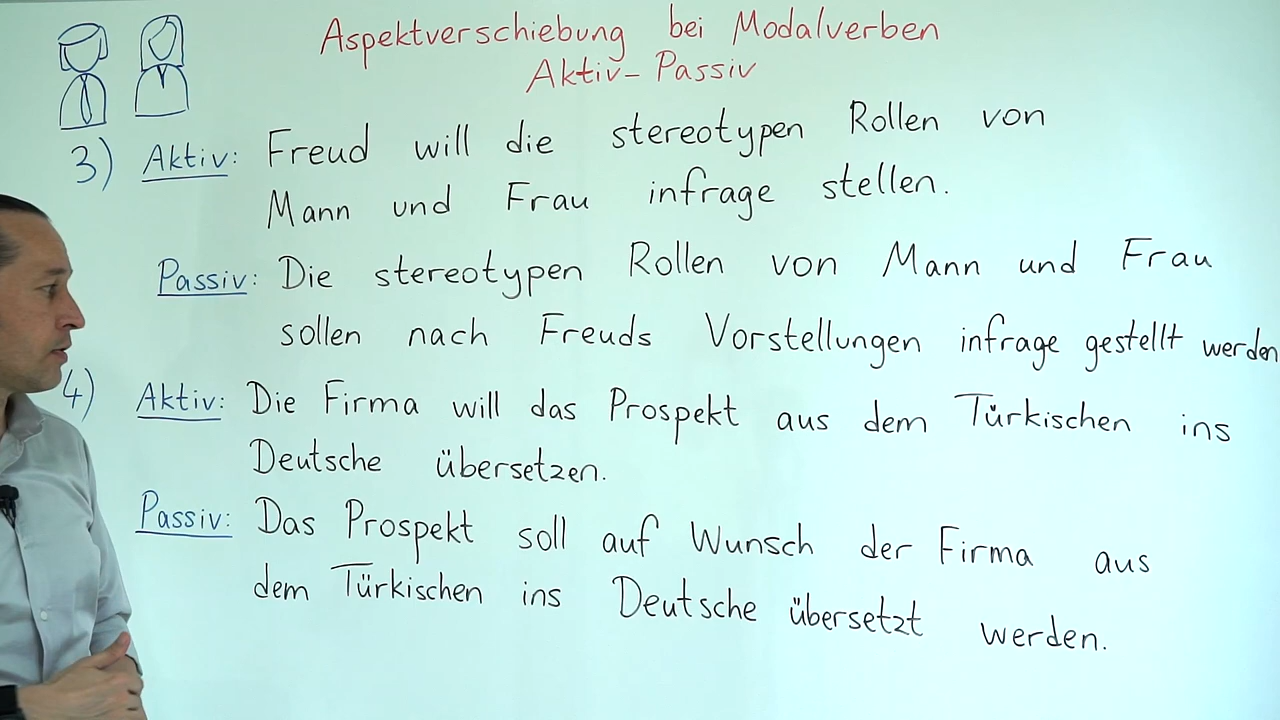 Aspektverschiebung bei Modalverben
Aktiv - Passiv
3) Aktiv: Freud will die stereotypen Rollen von
Mann und Frau infrage stellen.
Passiv: Die stereotypen Rollen von Mann und Frau
sollen nach Freuds Vorstellungen infrage gestellt werden
4) Aktiv: Die Firma will das Prospekt aus dem Türkischen ins
Deutsche übersetzen.
Passiv: Das Prospekt soll auf Wunsch der Firma aus
dem Türkischen ins Deutsche übersetzt werden.